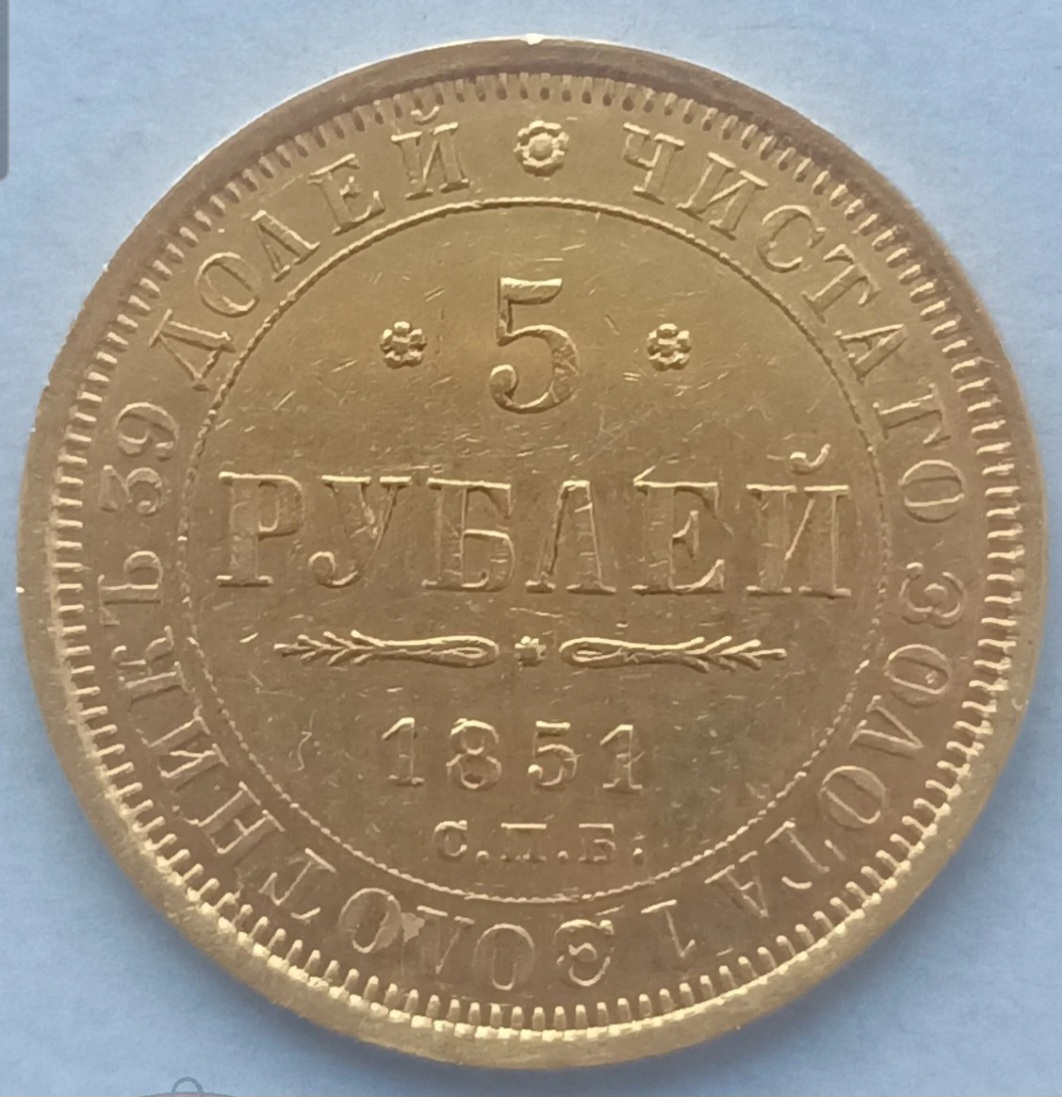 * ЧИСТАГО ЗОЛОТА 1 ЗОЛОТНИКЪ 39 ДОЛЕЙ
* 5 *
РУБЛЕЙ
1851
С.П.Б.